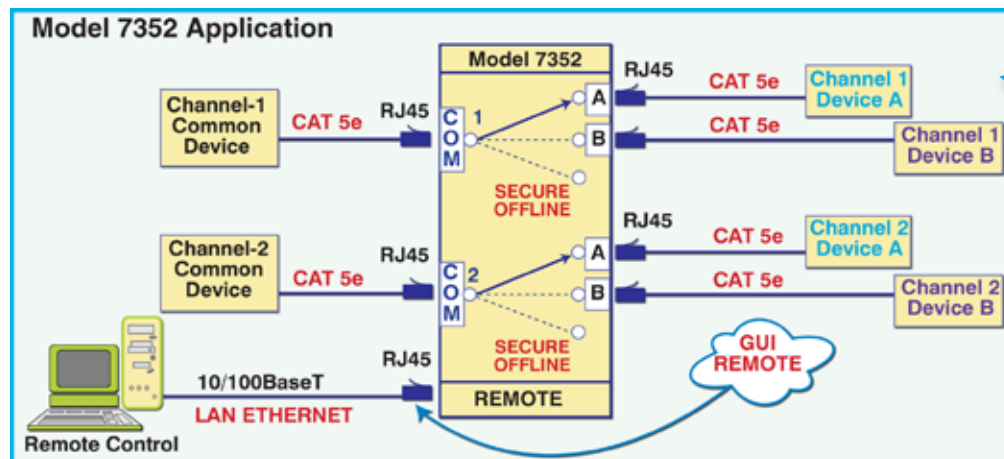 Model 7352 Application
Model 7352
Channel-1
Common
Device
CAT 5e
RJ45
COM
1
A
B
SECURE
OFFLINE
RJ45
CAT 5e
Channel 1
Device A
CAT 5e
Channel 1
Device B
Channel-2
Common
Device
CAT 5e
RJ45
COM
2
A
B
SECURE
OFFLINE
RJ45
CAT 5e
Channel 2
Device A
CAT 5e
Channel 2
Device B
GUI
REMOTE
RJ45
10/100BaseT
LAN ETHERNET
REMOTE
Remote Control